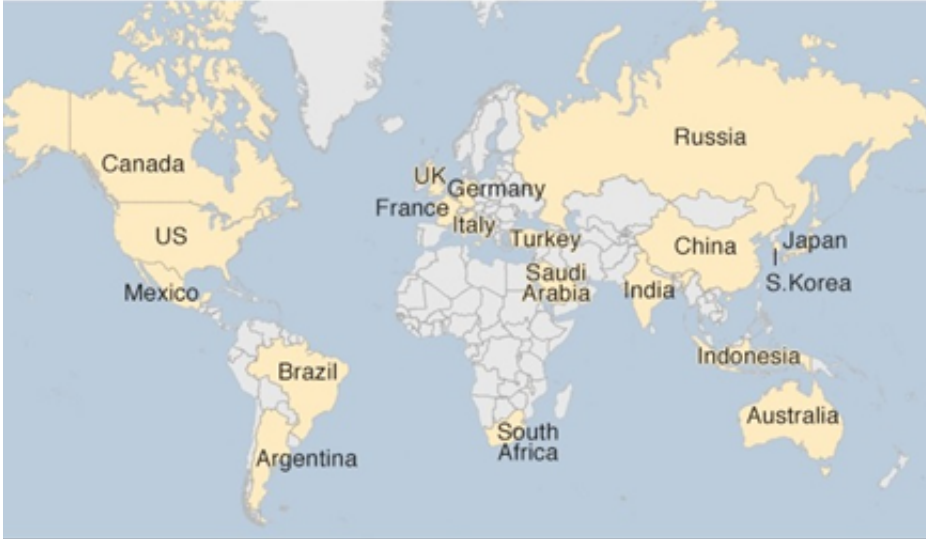 Canada
US
Mexico
Brazil
Argentina
UK
Germany
France
Italy
Turkey
Saudi
Arabia
South
Africa
Russia
China
Japan
S.Korea
India
Indonesia
Australia